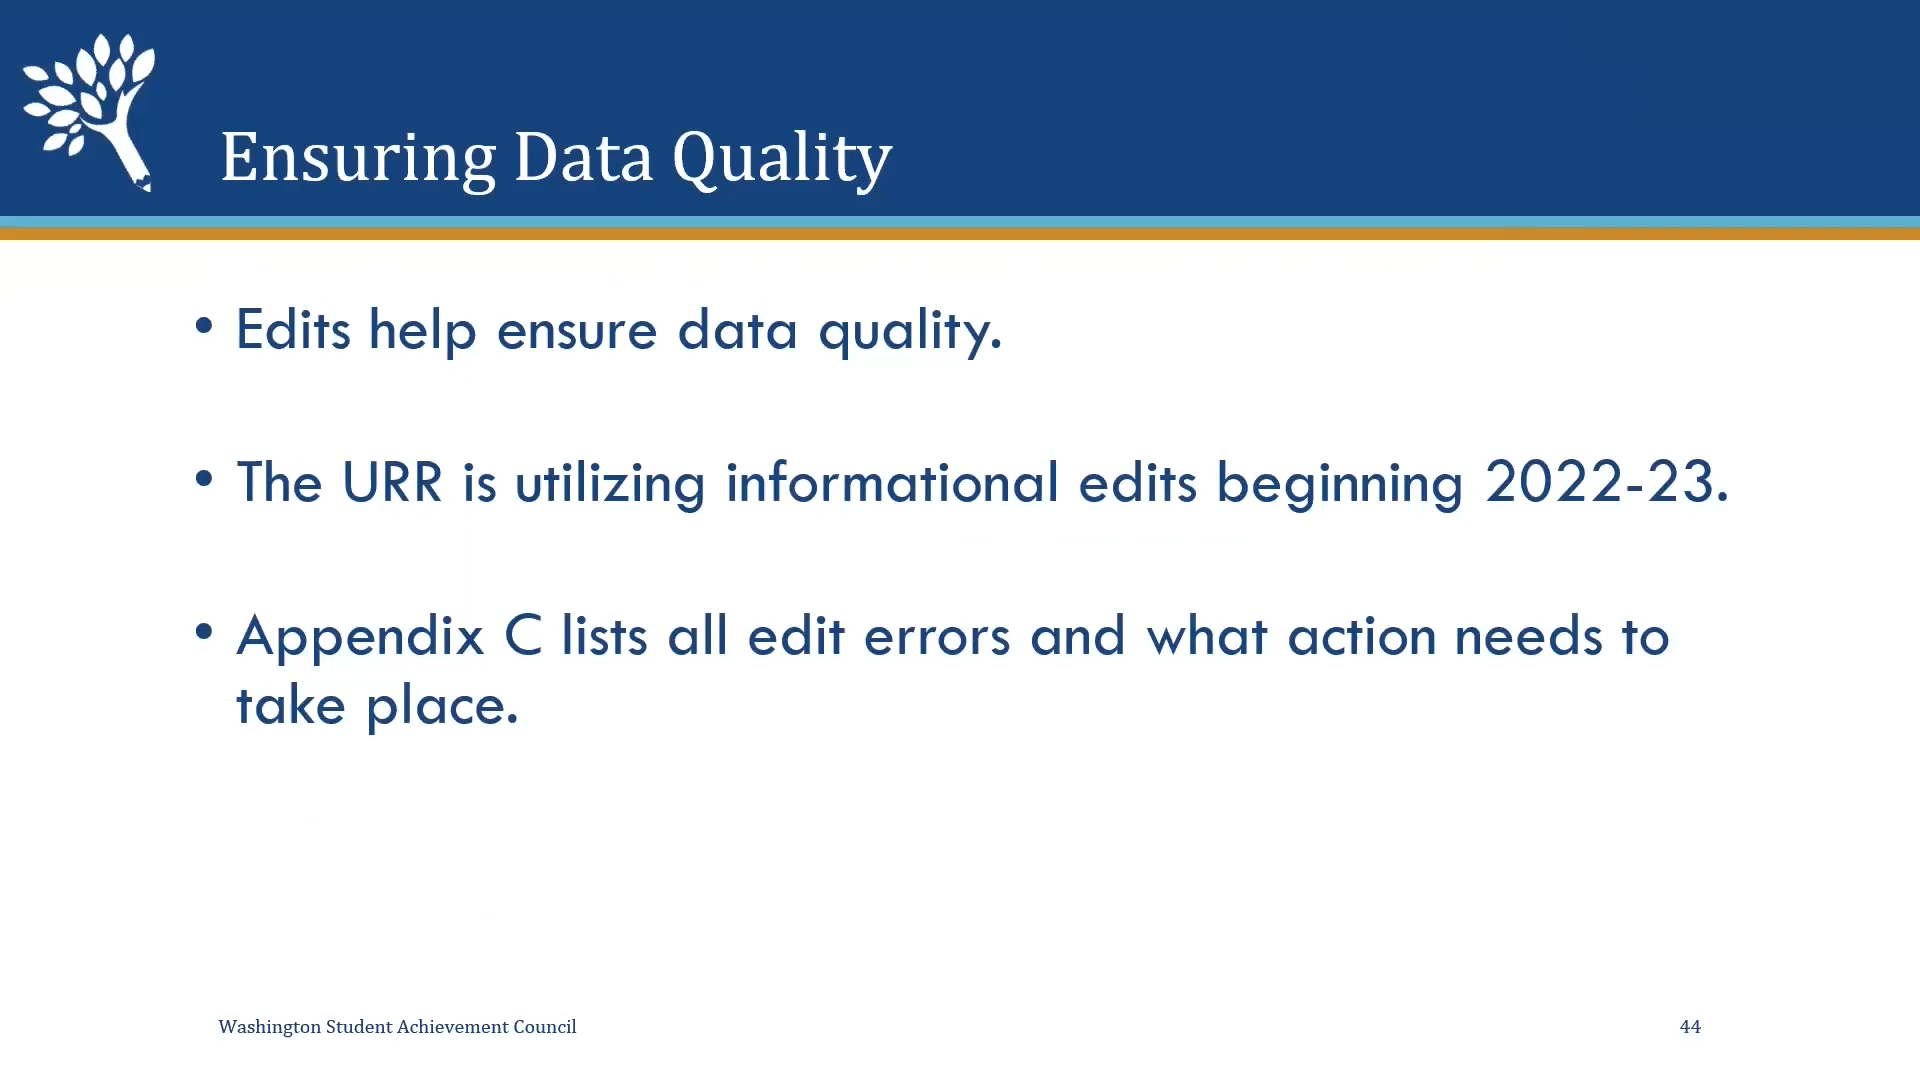 Ensuring Data Quality
• Edits help ensure data quality.
• The URR is utilizing informational edits beginning 2022-23.
• Appendix C lists all edit errors and what action needs to
take place.
Washington Student Achievement Council
44